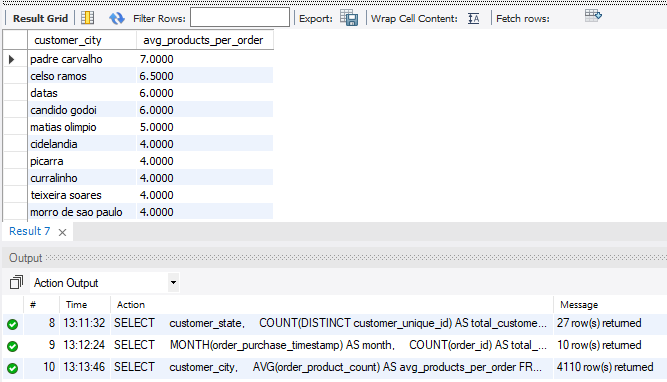 Result Grid Filter Rows: Export: Wrap Cell Content: Fetch rows:
customer_city avg_products_per_order
padre carvalho 7.0000
celso ramos 6.5000
datas 6.0000
candido godoi 6.0000
matias olimpio 5.0000
cidelandia 4.0000
picarra 4.0000
curralinho 4.0000
teixeira soares 4.0000
morro de sao paulo 4.0000
Result 7
Output
Action Output
# Time Action Message
8 13:11:32 SELECT customer_state, COUNT(DISTINCT customer_unique_id) AS total_custome... 27 row(s) returned
9 13:12:24 SELECT MONTH(order_purchase_timestamp) AS month, COUNT(order_id) AS total_... 10 row(s) returned
10 13:13:46 SELECT customer_city, AVG(order_product_count) AS avg_products_per_order FR... 4110 row(s) returned